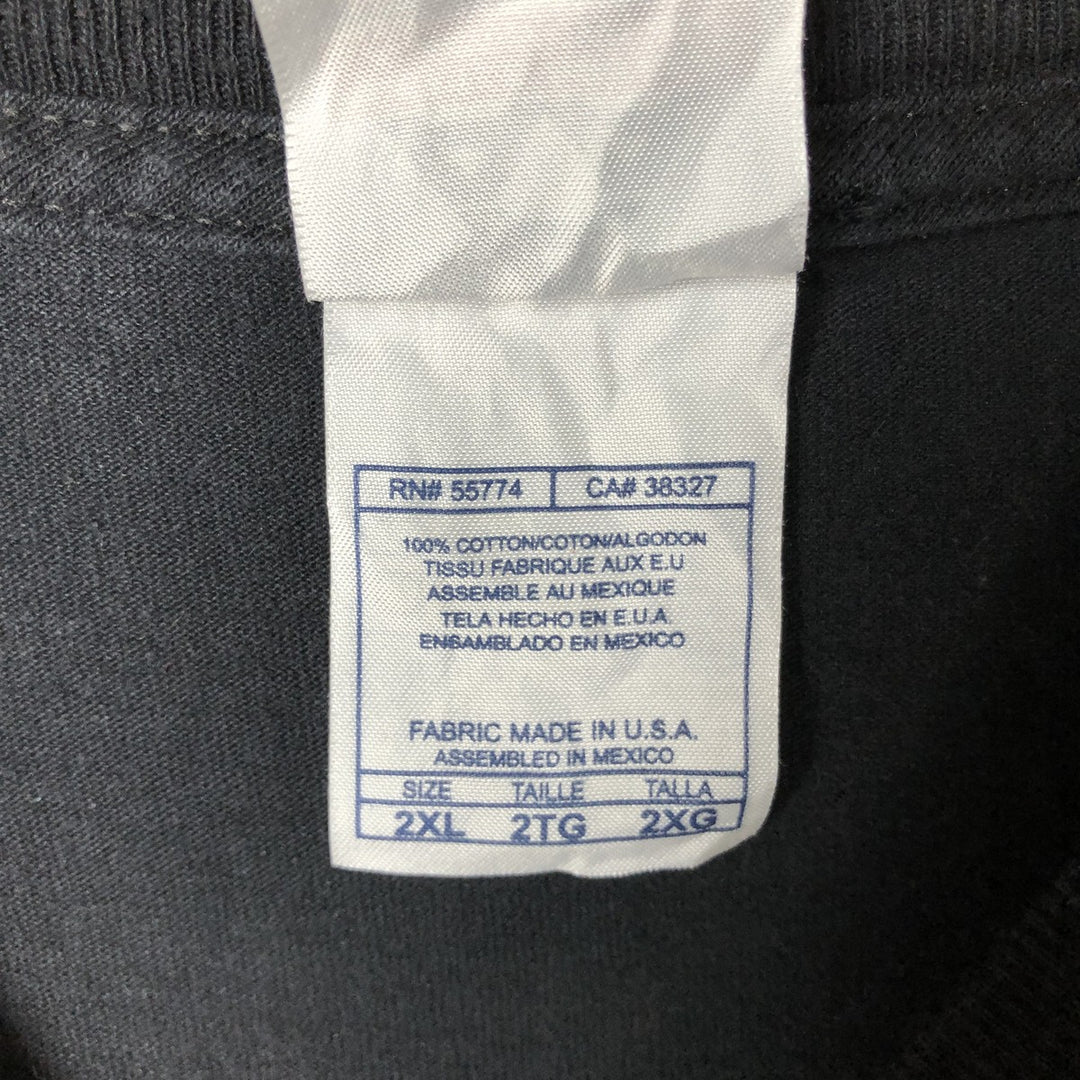 RN# 55774 CA# 38327
100% COTTON/COTON/ALGODON
TISSU FABRIQUE AUX E.U
ASSEMBLE AU MEXIQUE
TELA HECHO EN E.U.A.
ENSAMBLADO EN MEXICO
FABRIC MADE IN U.S.A.
ASSEMBLED IN MEXICO
SIZE TAILLE TALLA
2XL 2TG 2XG